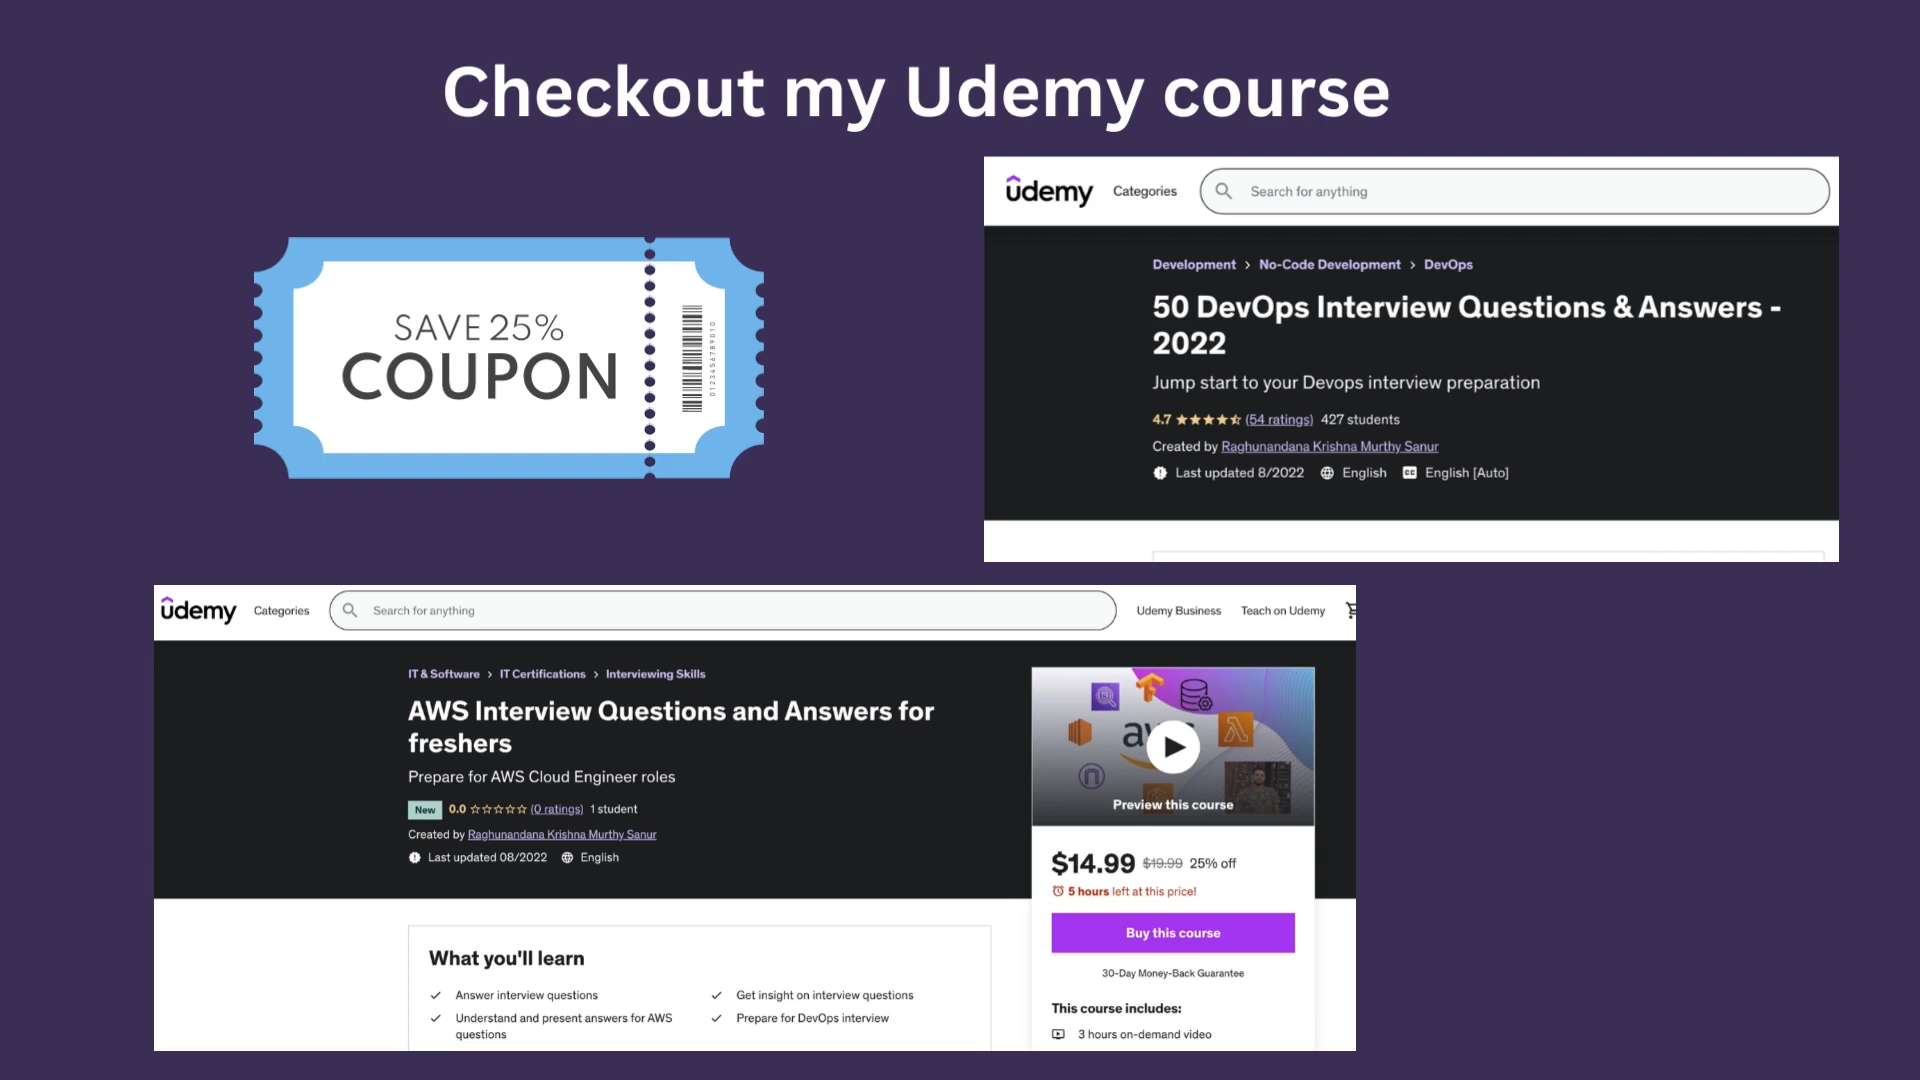 Checkout my Udemy course
SAVE 25%
COUPON
0123456789010
udemy
Categories
Search for anything
Development > No-Code Development > DevOps
50 DevOps Interview Questions & Answers -
2022
Jump start to your Devops interview preparation
4.7 (54 ratings) 427 students
Created by Raghunandana Krishna Murthy Sanur
Last updated 8/2022 English CC English [Auto]
udemy
Categories
Search for anything
Udemy Business
Teach on Udemy
IT & Software > IT Certifications > Interviewing Skills
AWS Interview Questions and Answers for
freshers
Prepare for AWS Cloud Engineer roles
New 0.0 (0 ratings) 1 student
Created by Raghunandana Krishna Murthy Sanur
Last updated 08/2022 English
What you'll learn
Answer interview questions
Understand and present answers for AWS
questions
Get insight on interview questions
Prepare for DevOps interview
Preview this course
$14.99 $19.99 25% off
5 hours left at this price!
Buy this course
30-Day Money-Back Guarantee
This course includes:
3 hours on-demand video